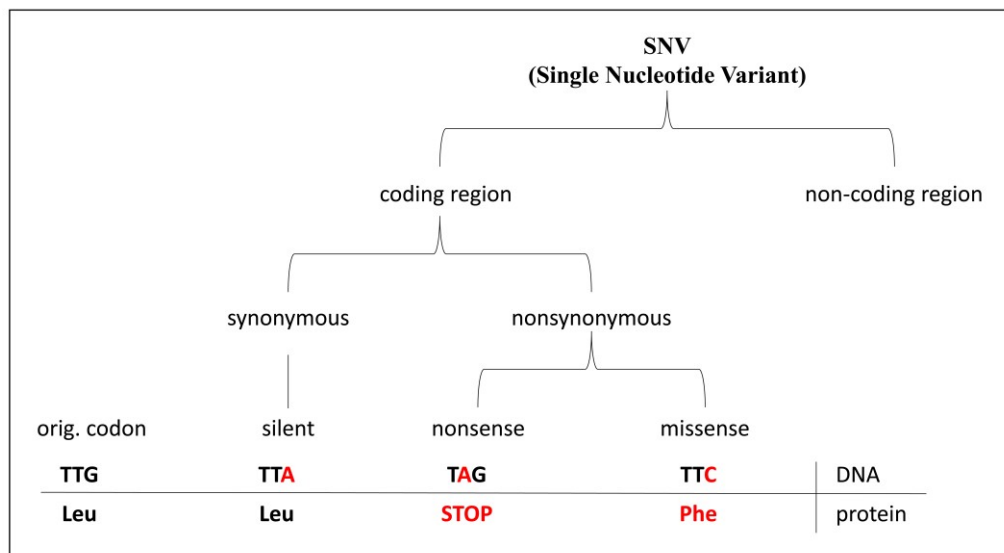 SNV
(Single Nucleotide Variant)
coding region non-coding region
synonymous nonsynonymous
orig. codon silent nonsense missense
TTG TTA TAG TTC DNA
Leu Leu STOP Phe protein